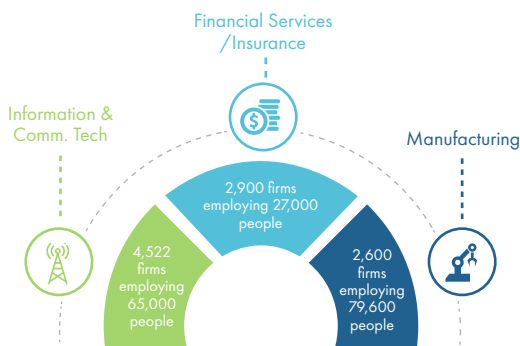 Financial Services
/Insurance
Information &
Comm. Tech
Manufacturing
$
2,900 firms
employing 27,000
people
4,522
firms
employing
65,000
people
2,600
firms
employing
79,600
people